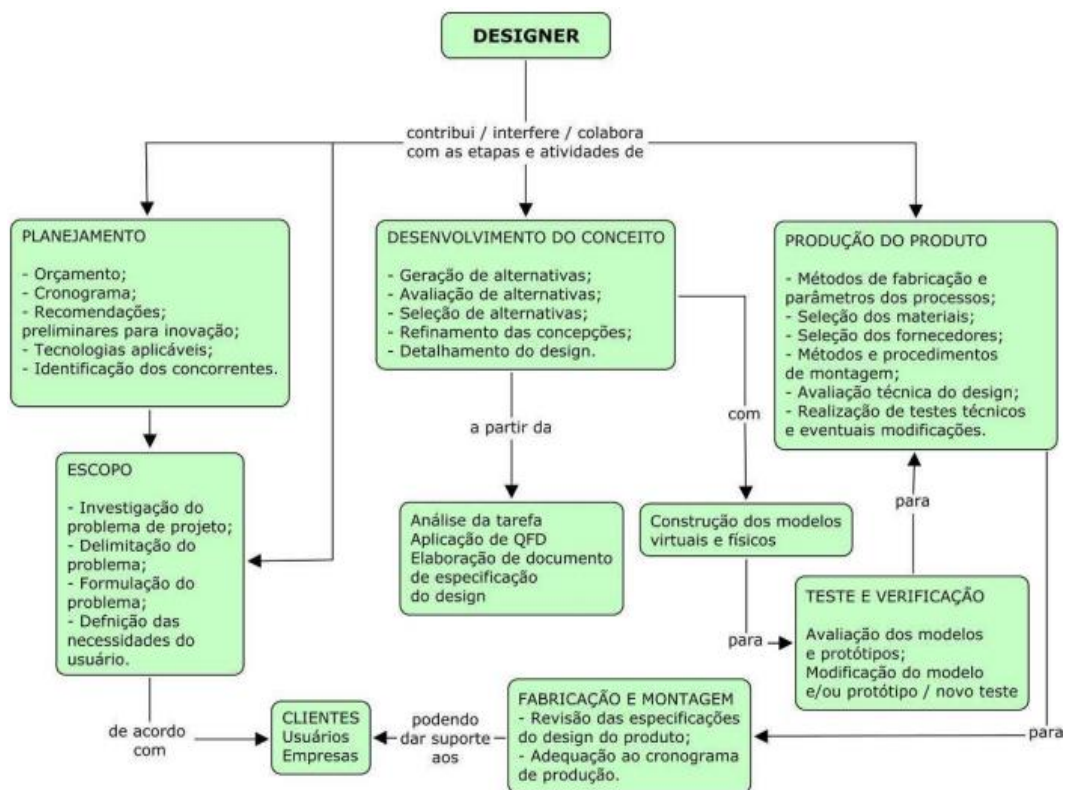 DESIGNER
contribui / interfere / colabora
com as etapas e atividades de
PLANEJAMENTO
- Orçamento;
- Cronograma;
- Recomendações;
preliminares para inovação;
- Tecnologias aplicáveis;
- Identificação dos concorrentes.
DESENVOLVIMENTO DO CONCEITO
- Geração de alternativas;
- Avaliação de alternativas;
- Seleção de alternativas;
- Refinamento das concepções;
- Detalhamento do design.
PRODUÇÃO DO PRODUTO
- Métodos de fabricação e
parâmetros dos processos;
- Seleção dos materiais;
- Seleção dos fornecedores;
- Métodos e procedimentos
de montagem;
- Avaliação técnica do design;
- Realização de testes técnicos
e eventuais modificações.
a partir da
com
para
ESCOPO
- Investigação do
problema de projeto;
- Delimitação do
problema;
- Formulação do
problema;
- Defnição das
necessidades do
usuário.
Análise da tarefa
Aplicação de QFD
Elaboração de documento
de especificação
do design
Construção dos modelos
virtuais e físicos
para
TESTE E VERIFICAÇÃO
Avaliação dos modelos
e protótipos;
Modificação do modelo
e/ou protótipo / novo teste
de acordo
com
CLIENTES
Usuários
Empresas
podendo
dar suporte
aos
FABRICAÇÃO E MONTAGEM
- Revisão das especificações
do design do produto;
- Adequação ao cronograma
de produção.
para